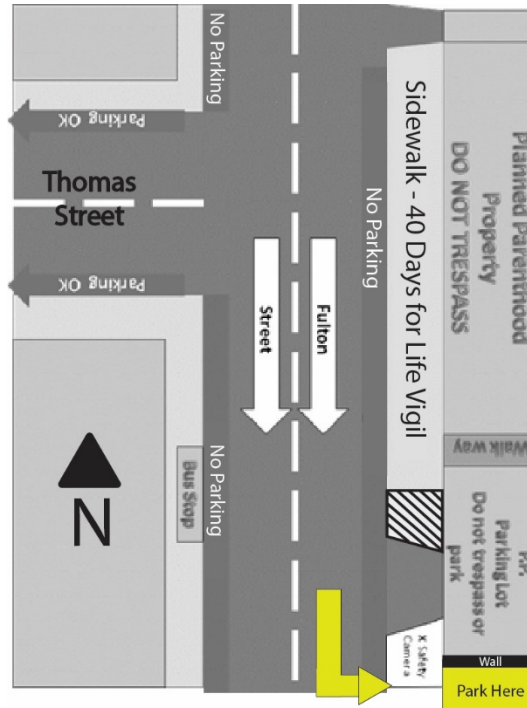 No Parking
Parking OK
Thomas
Street
Parking OK
No Parking
Bus Stop
N
Street
Fulton
No Parking
Sidewalk - 40 Days for Life Vigil
Planned Parenthood
Property
DO NOT TRESPASS
Walk way
P.P.
Parking Lot
Do not trespass or
park
X Safety
Camera
Wall
Park Here